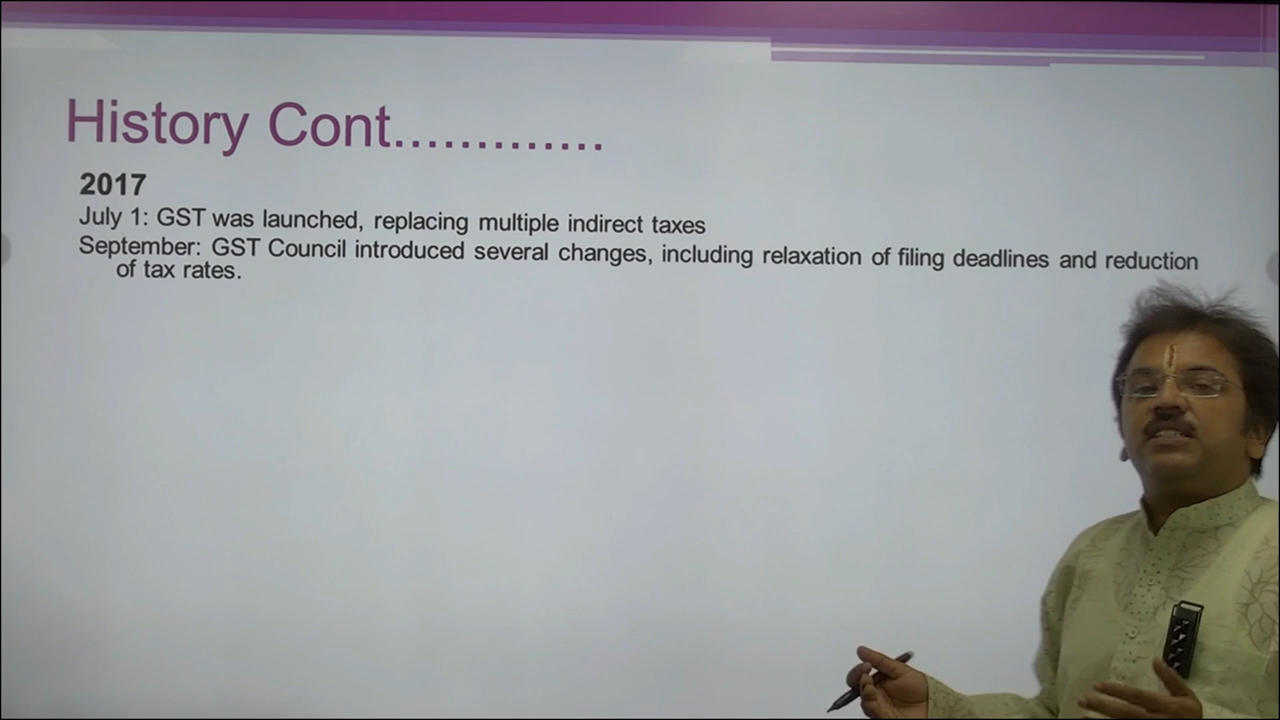 History Cont.............
2017
July 1: GST was launched, replacing multiple indirect taxes
September: GST Council introduced several changes, including relaxation of filing deadlines and reduction
of tax rates.